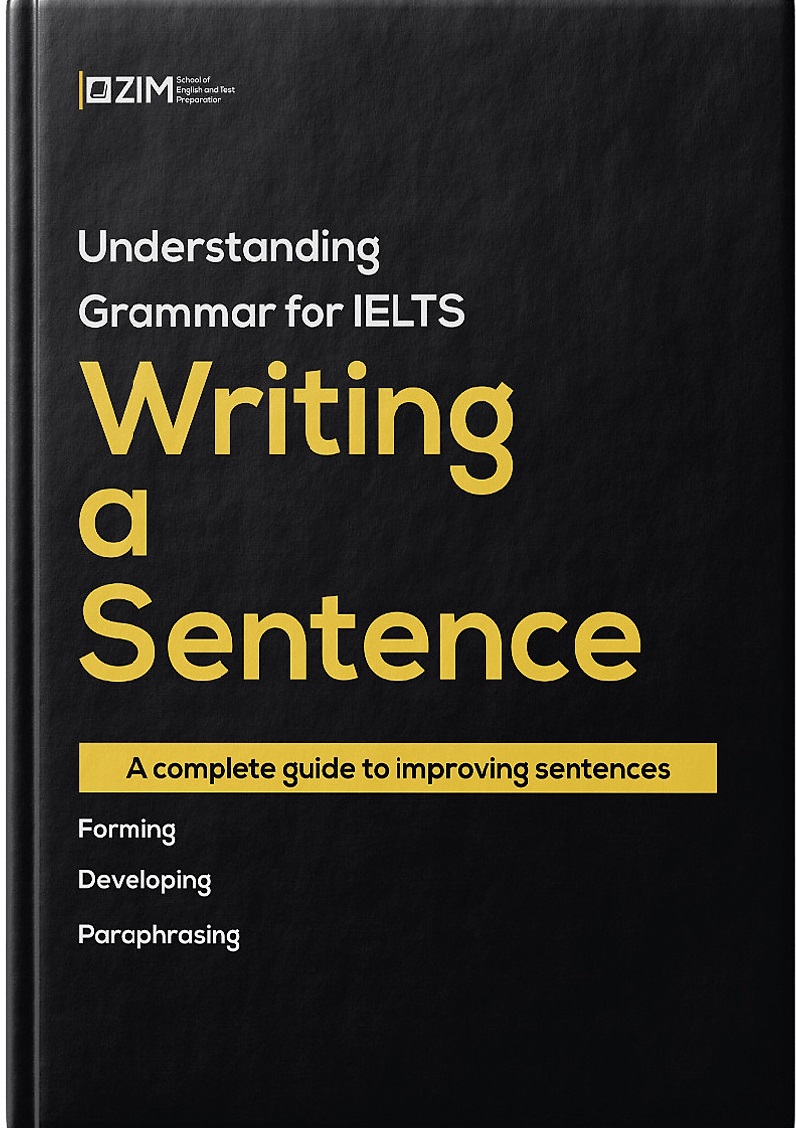 ZIM
School of
English and Test
Preparation
Understanding
Grammar for IELTS
Writing
a
Sentence
A complete guide to improving sentences
Forming
Developing
Paraphrasing